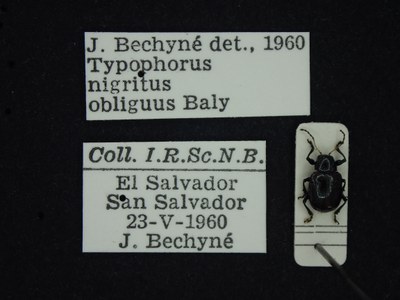 J. Bechyné det., 1960
Typophorus
nigritus
obliguus Baly
Coll. I.R.Sc.N.B.
El Salvador
San Salvador
23-V-1960
J. Bechyné